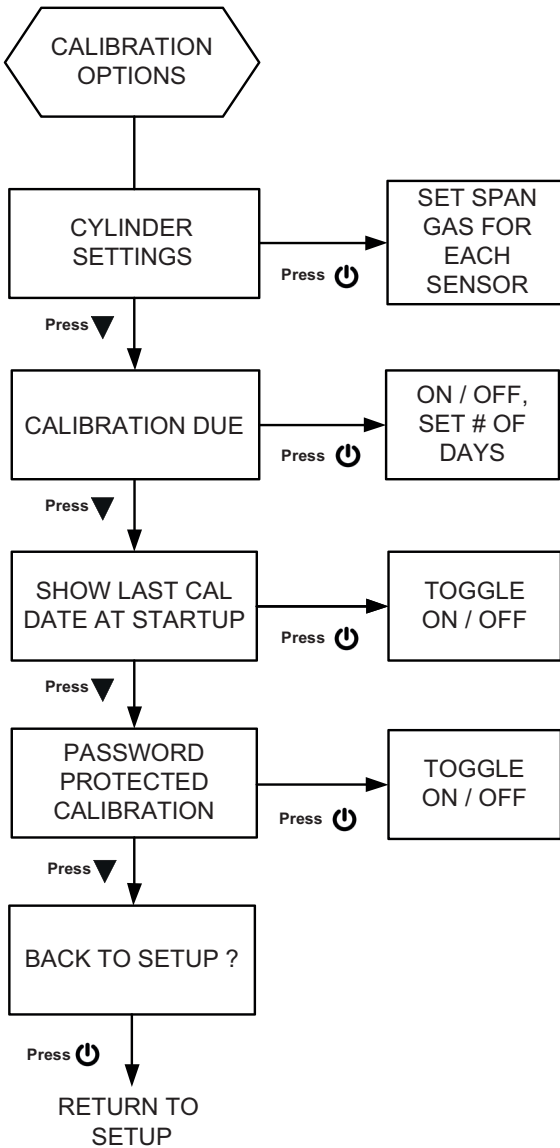 CALIBRATION
OPTIONS
CYLINDER
SETTINGS
Press
SET SPAN
GAS FOR
EACH
SENSOR
Press
CALIBRATION DUE
Press
ON / OFF,
SET # OF
DAYS
Press
SHOW LAST CAL
DATE AT STARTUP
Press
TOGGLE
ON / OFF
Press
PASSWORD
PROTECTED
CALIBRATION
Press
TOGGLE
ON / OFF
Press
BACK TO SETUP ?
Press
RETURN TO
SETUP